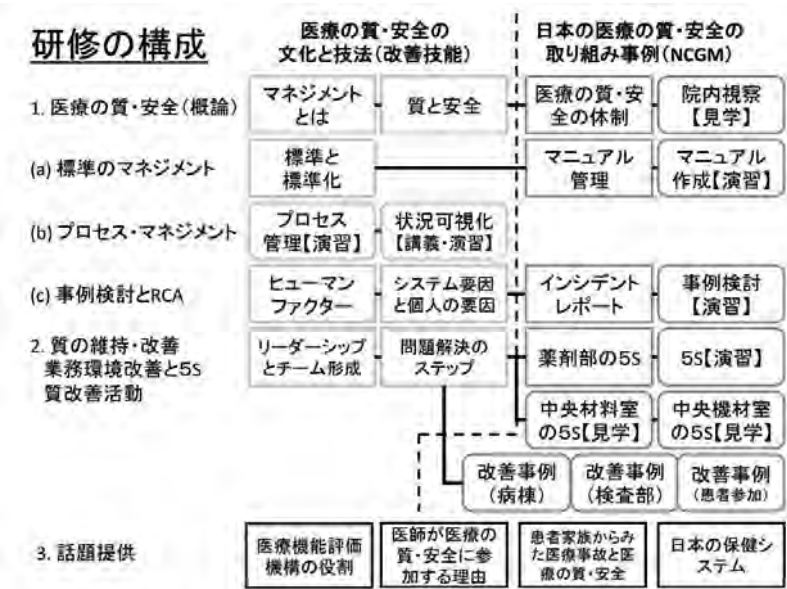 研修の構成
医療の質・安全の
文化と技法(改善技能)
日本の医療の質・安全の
取り組み事例(NCGM)
1. 医療の質・安全(概論)
マネジメント
とは
質と安全
医療の質・安
全の体制
院内視察
【見学】
(a) 標準のマネジメント
標準と
標準化
マニュアル
管理
マニュアル
作成【演習】
(b) プロセス・マネジメント
プロセス
管理【演習】
状況可視化
【講義・演習】
(c) 事例検討とRCA
ヒューマン
ファクター
システム要因
と個人の要因
インシデント
レポート
事例検討
【演習】
2. 質の維持・改善
業務環境改善と5S
質改善活動
リーダーシップ
とチーム形成
問題解決の
ステップ
薬剤部の5S
5S【演習】
中央材料室
の5S【見学】
中央機材室
の5S【見学】
改善事例
(病棟)
改善事例
(検査部)
改善事例
(患者参加)
3. 話題提供
医療機能評価
機構の役割
医師が医療の
質・安全に参
加する理由
患者家族からみ
た医療事故と医
療の質・安全
日本の保健シ
ステム